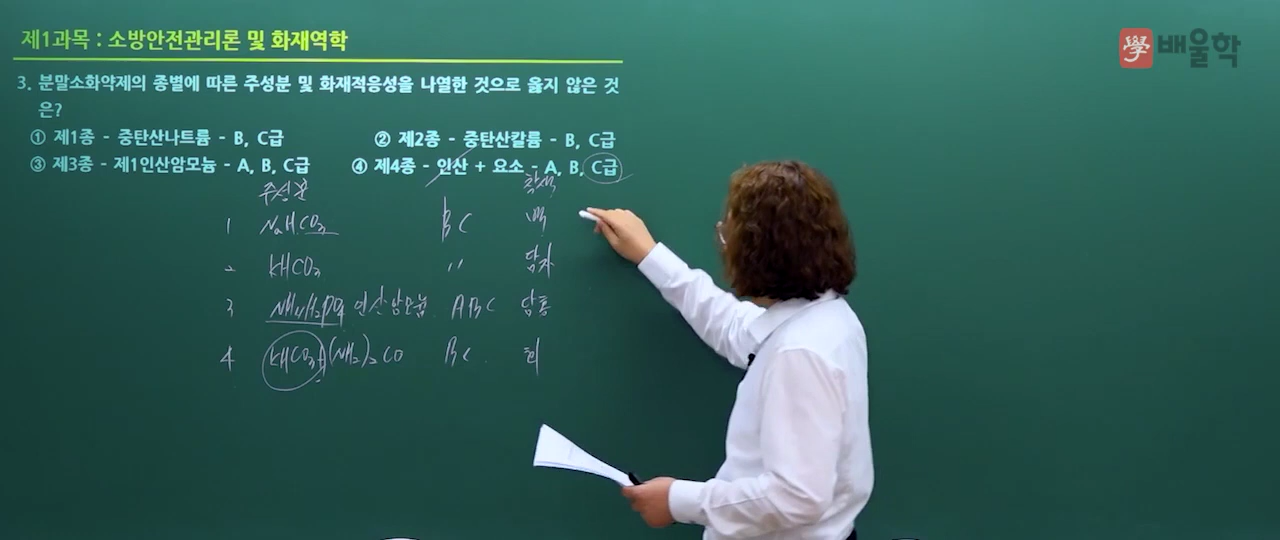 제1과목 : 소방안전관리론 및 화재역학
學 배울학
3. 분말소화약제의 종별에 따른 주성분 및 화재적응성을 나열한 것으로 옳지 않은 것
은?
① 제1종 - 중탄산나트륨 - B, C급 ② 제2종 - 중탄산칼륨 - B, C급
③ 제3종 - 제1인산암모늄 - A, B, C급 ④ 제4종 - 인산 + 요소 - A, B, C급
주성분 착색
1 NaHCO₃ BC 백
2 KHCO₃ " 담자
3 NH₄H₂PO₄ 인산암모늄 ABC 담홍
4 KHCO₃+(NH₂)₂CO BC 회